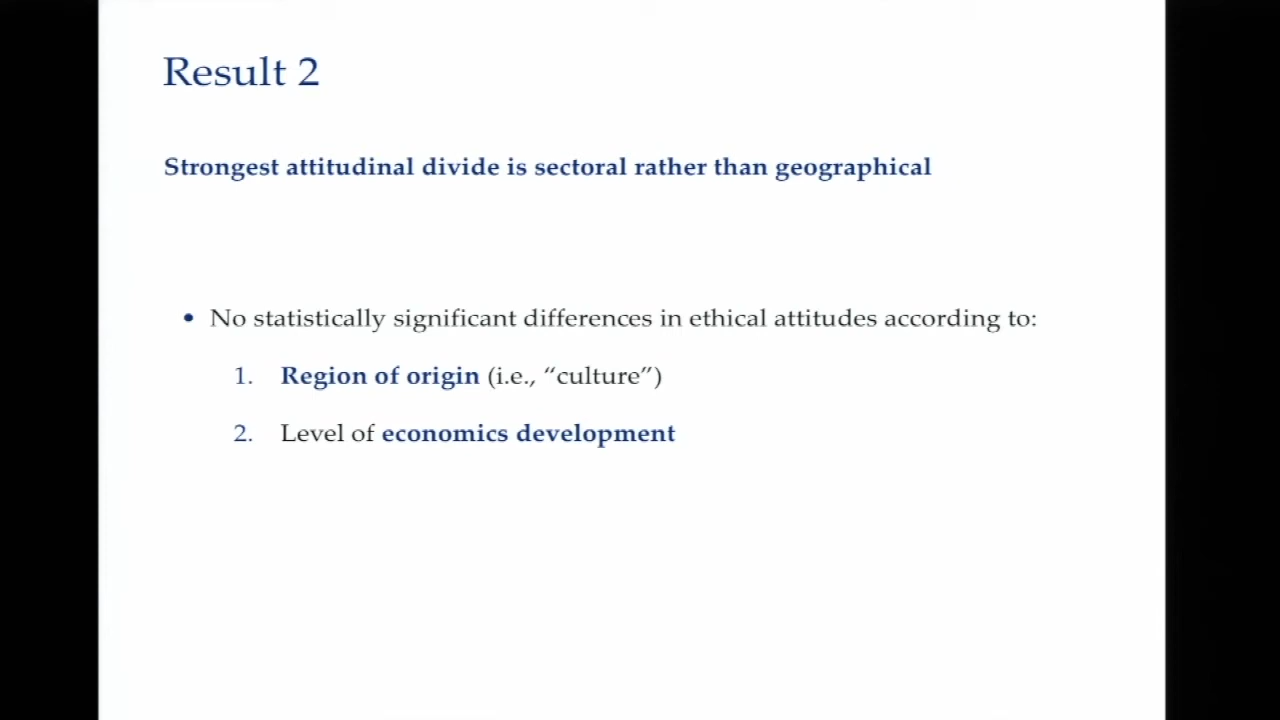 Result 2
Strongest attitudinal divide is sectoral rather than geographical
• No statistically significant differences in ethical attitudes according to:
1. Region of origin (i.e., “culture”)
2. Level of economics development